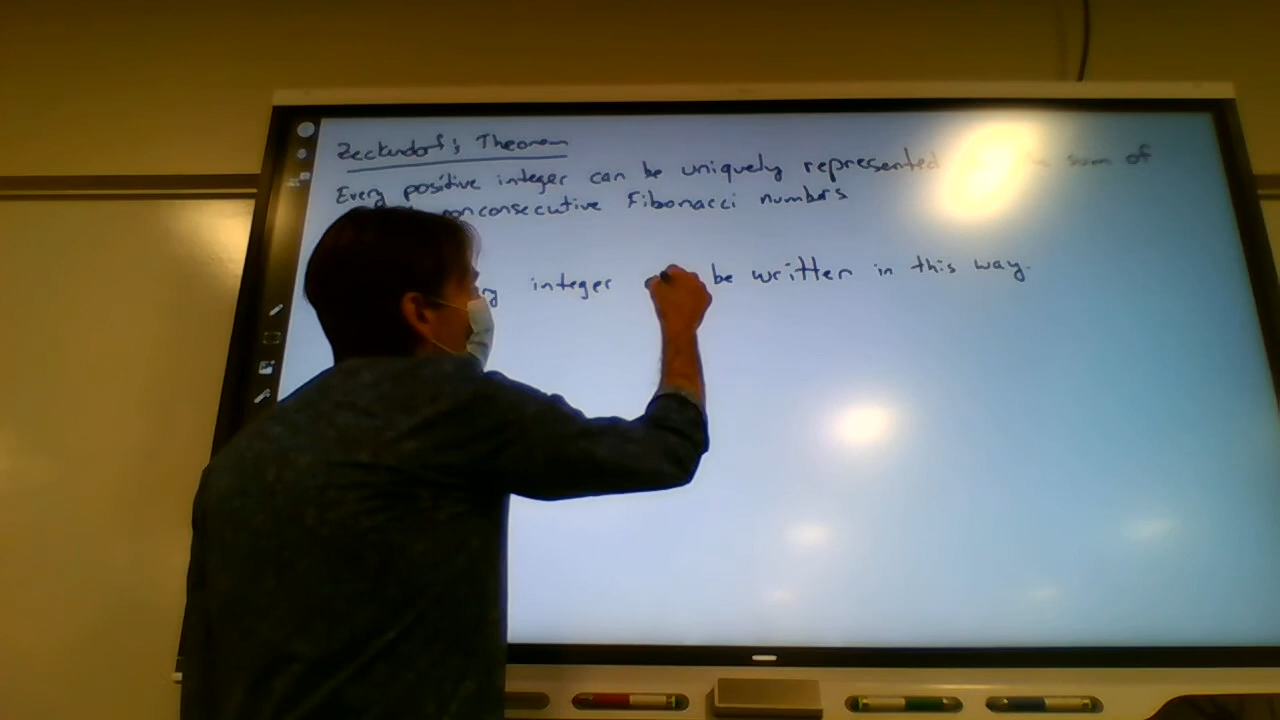 Zeckendorf's Theorem
Every positive integer can be uniquely represented sum of
nonconsecutive Fibonacci numbers
integer be written in this way.